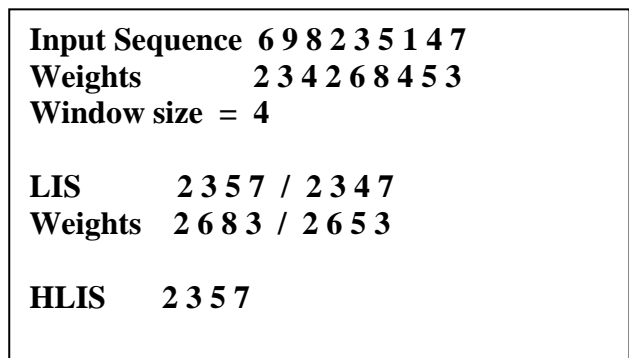 Input Sequence 6 9 8 2 3 5 1 4 7
Weights 2 3 4 2 6 8 4 5 3
Window size = 4
LIS 2 3 5 7 / 2 3 4 7
Weights 2 6 8 3 / 2 6 5 3
HLIS 2 3 5 7